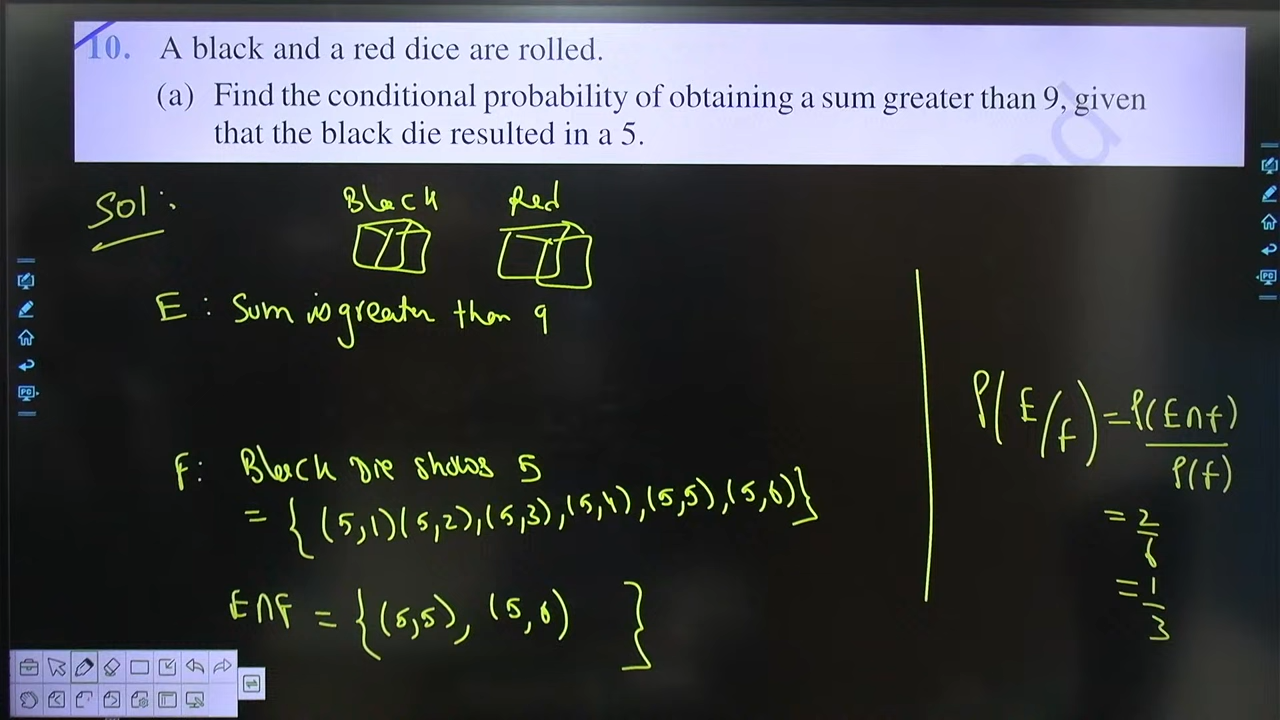 10. A black and a red dice are rolled.
(a) Find the conditional probability of obtaining a sum greater than 9, given
that the black die resulted in a 5.
Sol:
Black Red
E: Sum is greater than 9
F: Black Die shows 5
= {(5,1)(5,2),(5,3),(5,4),(5,5),(5,6)}
E∩F = {(5,5), (5,6) }
P(E/F) = P(E∩F)
P(F)
= 2
6
= 1
3